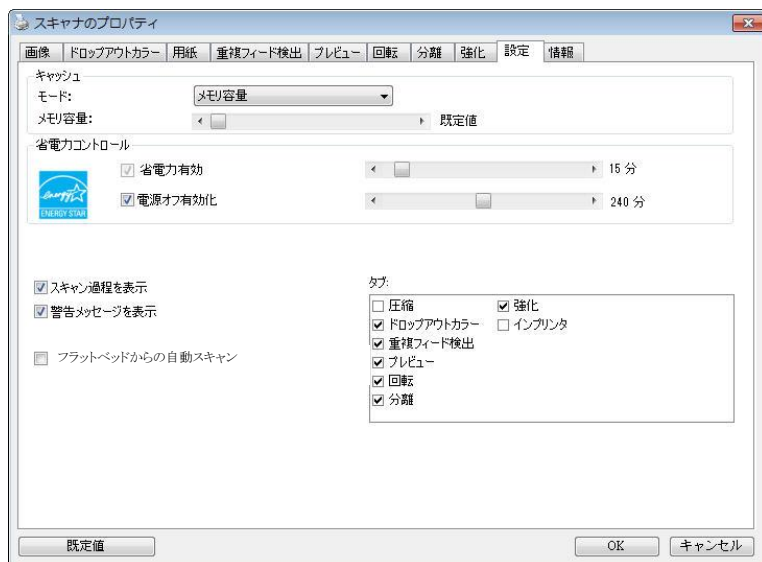 スキャナのプロパティ
画像 ドロップアウトカラー 用紙 重複フィード検出 プレビュー 回転 分離 強化 設定 情報
キャッシュ
モード: メモリ容量
メモリ容量: 既定値
省電力コントロール
省電力有効 15 分
電源オフ有効化 240 分
energy
ENERGY STAR
スキャン過程を表示
警告メッセージを表示
フラットベッドからの自動スキャン
タブ:
圧縮 強化
ドロップアウトカラー インプリンタ
重複フィード検出
プレビュー
回転
分離
既定値 OK キャンセル